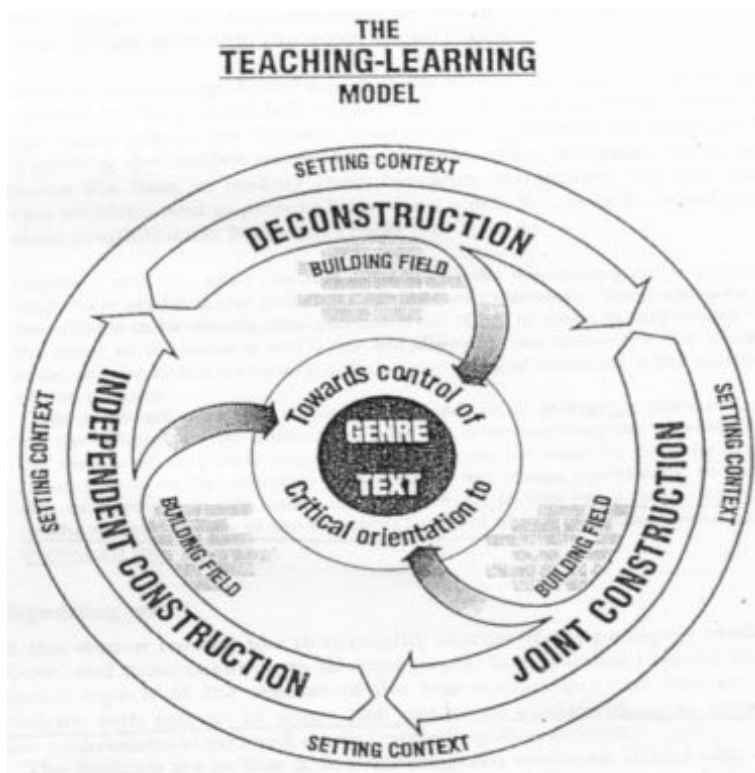 THE
TEACHING-LEARNING
MODEL
SETTING CONTEXT
DECONSTRUCTION
BUILDING FIELD
Towards control of
GENRE
TEXT
Critical orientation to
INDEPENDENT CONSTRUCTION
BUILDING FIELD
SETTING CONTEXT
JOINT CONSTRUCTION
BUILDING FIELD
SETTING CONTEXT
SETTING CONTEXT